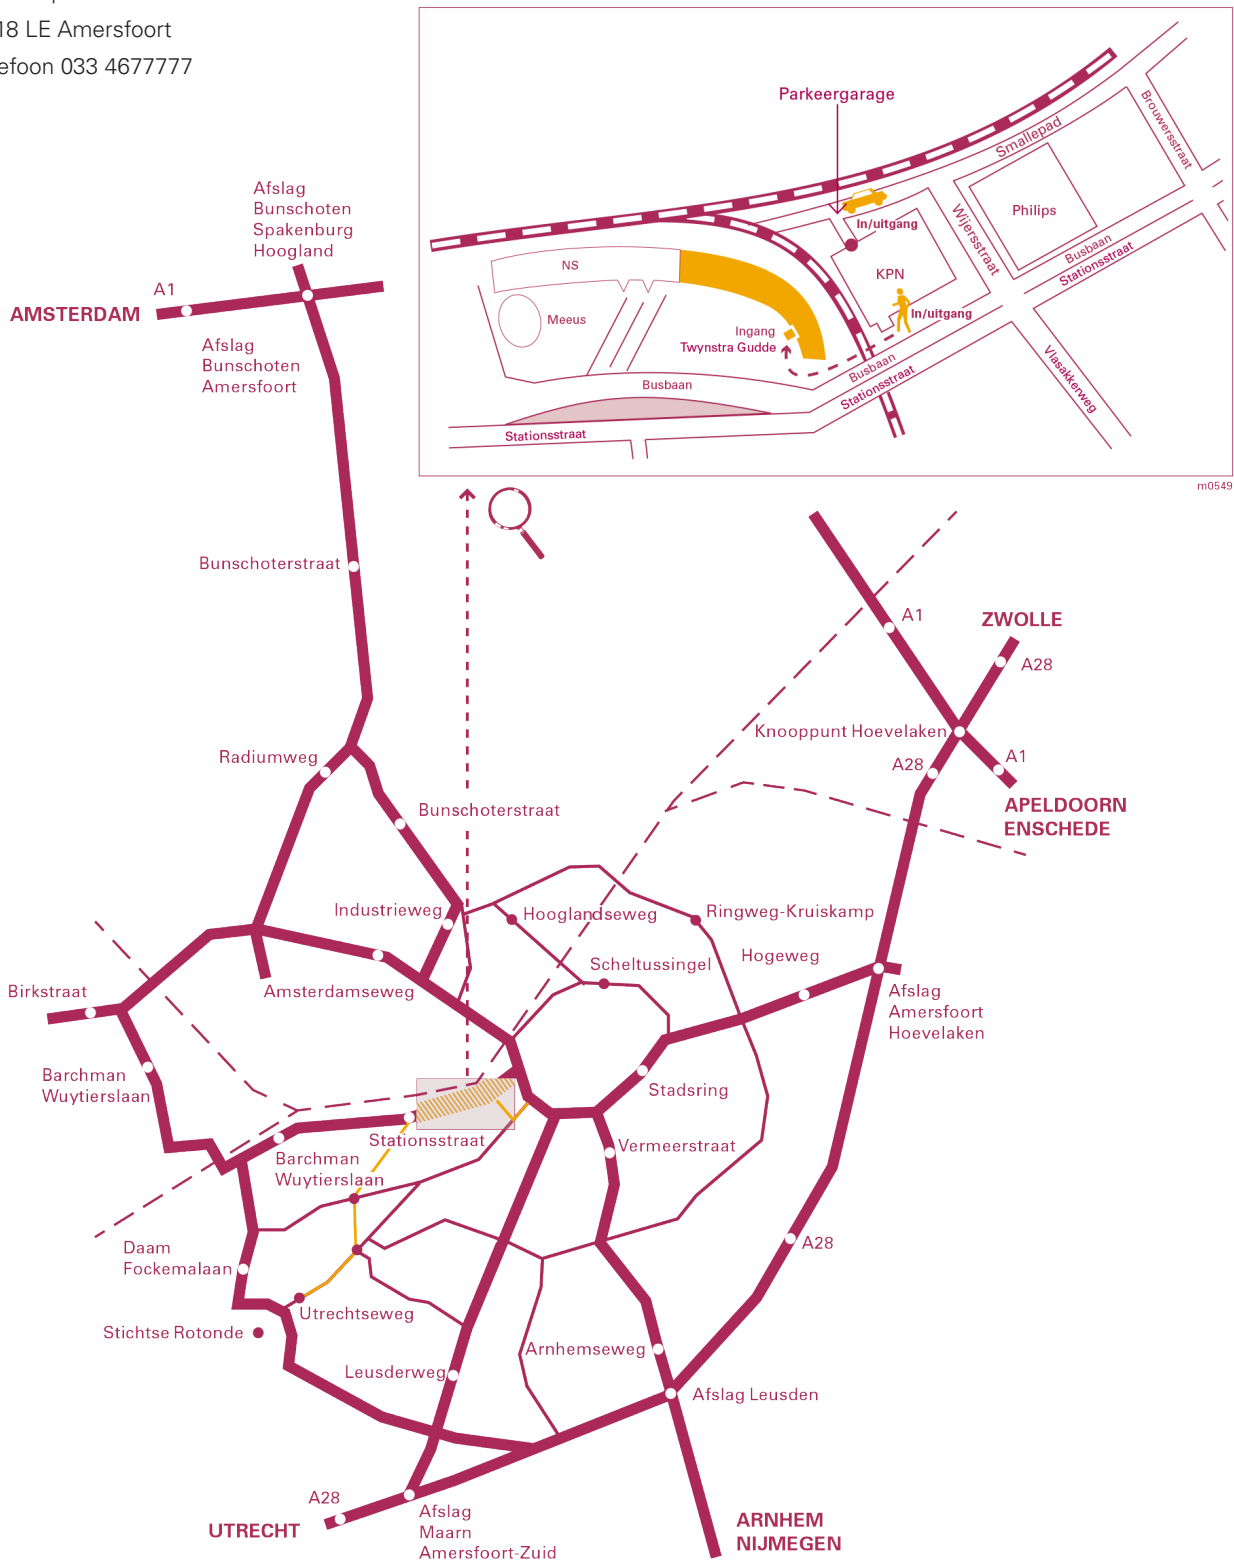 18 LE Amersfoort
efoon 033 4677777
Parkeergarage
Smallepad
Brouwersstraat
Wijersstraat
Philips
In/uitgang
KPN
Busbaan
Stationsstraat
NS
Meeus
Ingang
Twynstra Gudde
In/uitgang
Busbaan
Busbaan
Stationsstraat
Vlasakkerweg
Stationsstraat
m0549
Afslag
Bunschoten
Spakenburg
Hoogland
A1
AMSTERDAM
Afslag
Bunschoten
Amersfoort
Bunschoterstraat
A1
ZWOLLE
A28
Knooppunt Hoevelaken
A28
A1
APELDOORN
ENSCHEDE
Radiumweg
Bunschoterstraat
Industrieweg
Hooglandseweg
Ringweg-Kruiskamp
Hogeweg
Scheltussingel
Amsterdamseweg
Birkstraat
Afslag
Amersfoort
Hoevelaken
Barchman
Wuytierslaan
Stadsring
Stationsstraat
Vermeerstraat
Barchman
Wuytierslaan
Daam
Fockemalaan
A28
Utrechtseweg
Stichtse Rotonde
Arnhemseweg
Leusderweg
Afslag Leusden
A28
UTRECHT
Afslag
Maarn
Amersfoort-Zuid
ARNHEM
NIJMEGEN